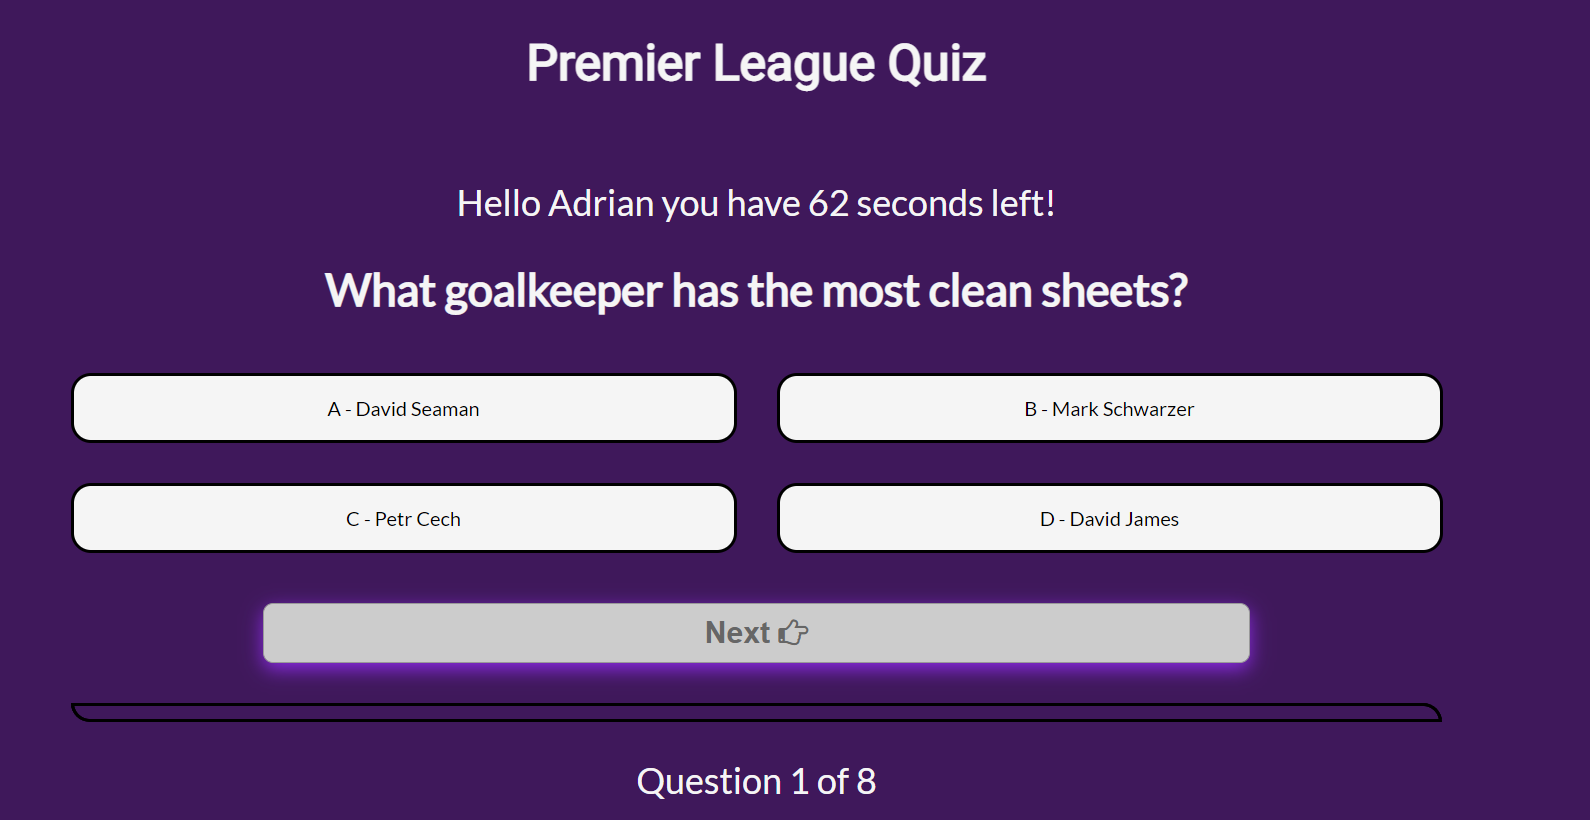 Premier League Quiz
Hello Adrian you have 62 seconds left!
What goalkeeper has the most clean sheets?
A - David Seaman
B - Mark Schwarzer
C - Petr Cech
D - David James
Next
Question 1 of 8